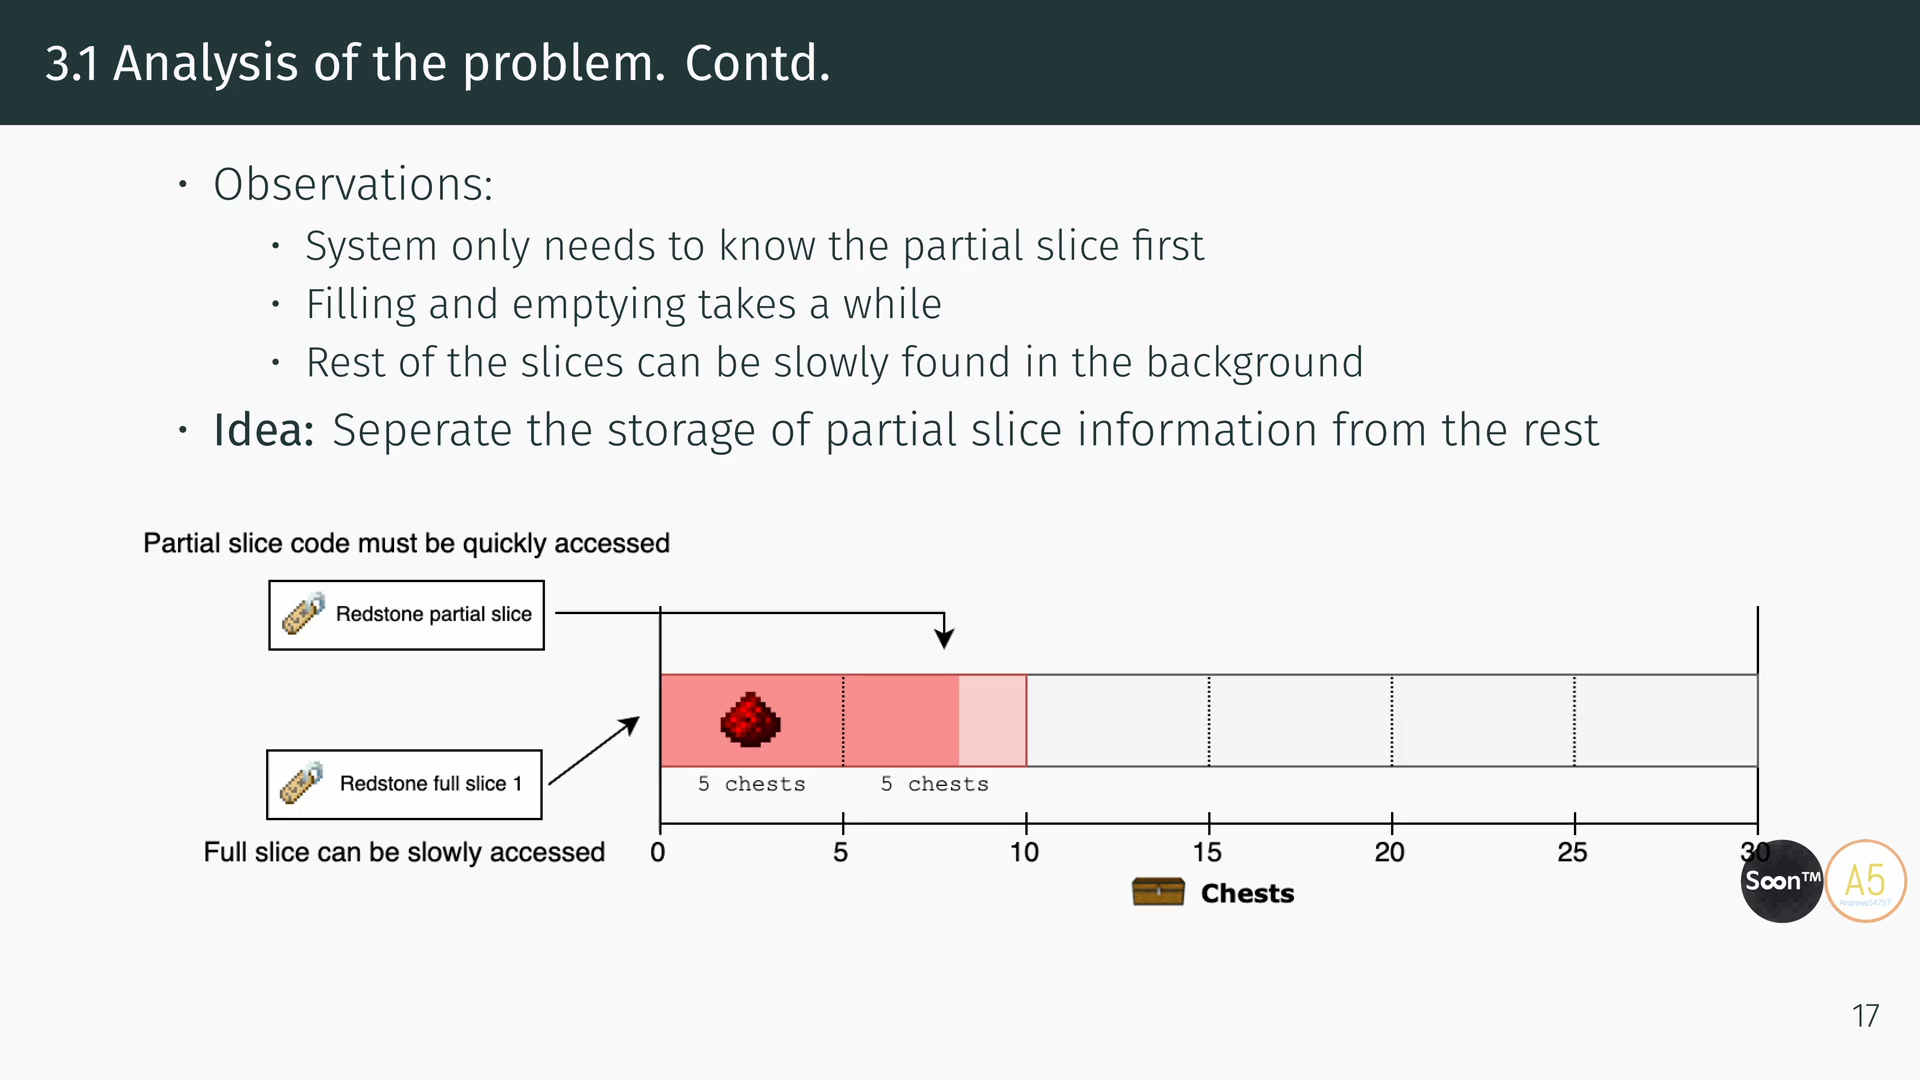 3.1 Analysis of the problem. Contd.
• Observations:
• System only needs to know the partial slice first
• Filling and emptying takes a while
• Rest of the slices can be slowly found in the background
• Idea: Seperate the storage of partial slice information from the rest
Partial slice code must be quickly accessed
Redstone partial slice
Redstone full slice 1
Full slice can be slowly accessed
5 chests 5 chests
0 5 10 15 20 25 30
Chests
Soon™ A5
Andrews54757
17